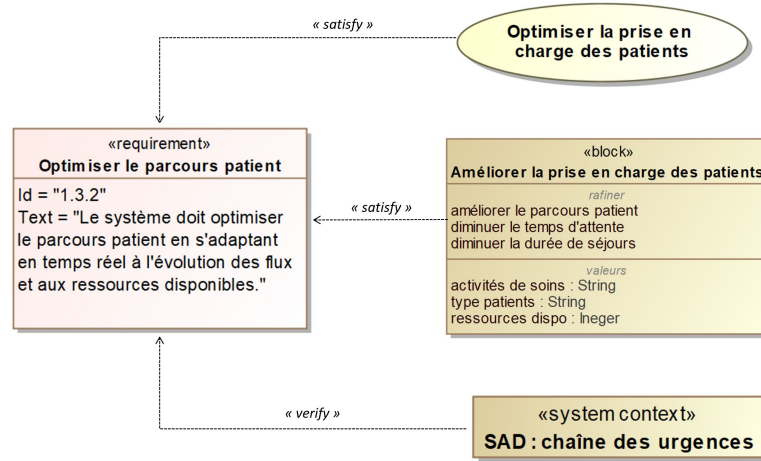 « satisfy »
Optimiser la prise en
charge des patients
«requirement»
Optimiser le parcours patient
Id = "1.3.2"
Text = "Le système doit optimiser
le parcours patient en s'adaptant
en temps réel à l'évolution des flux
et aux ressources disponibles."
« satisfy »
«block»
Améliorer la prise en charge des patients
rafiner
améliorer le parcours patient
diminuer le temps d'attente
diminuer la durée de séjours
valeurs
activités de soins : String
type patients : String
ressources dispo : Ineger
« verify »
«system context»
SAD : chaîne des urgences